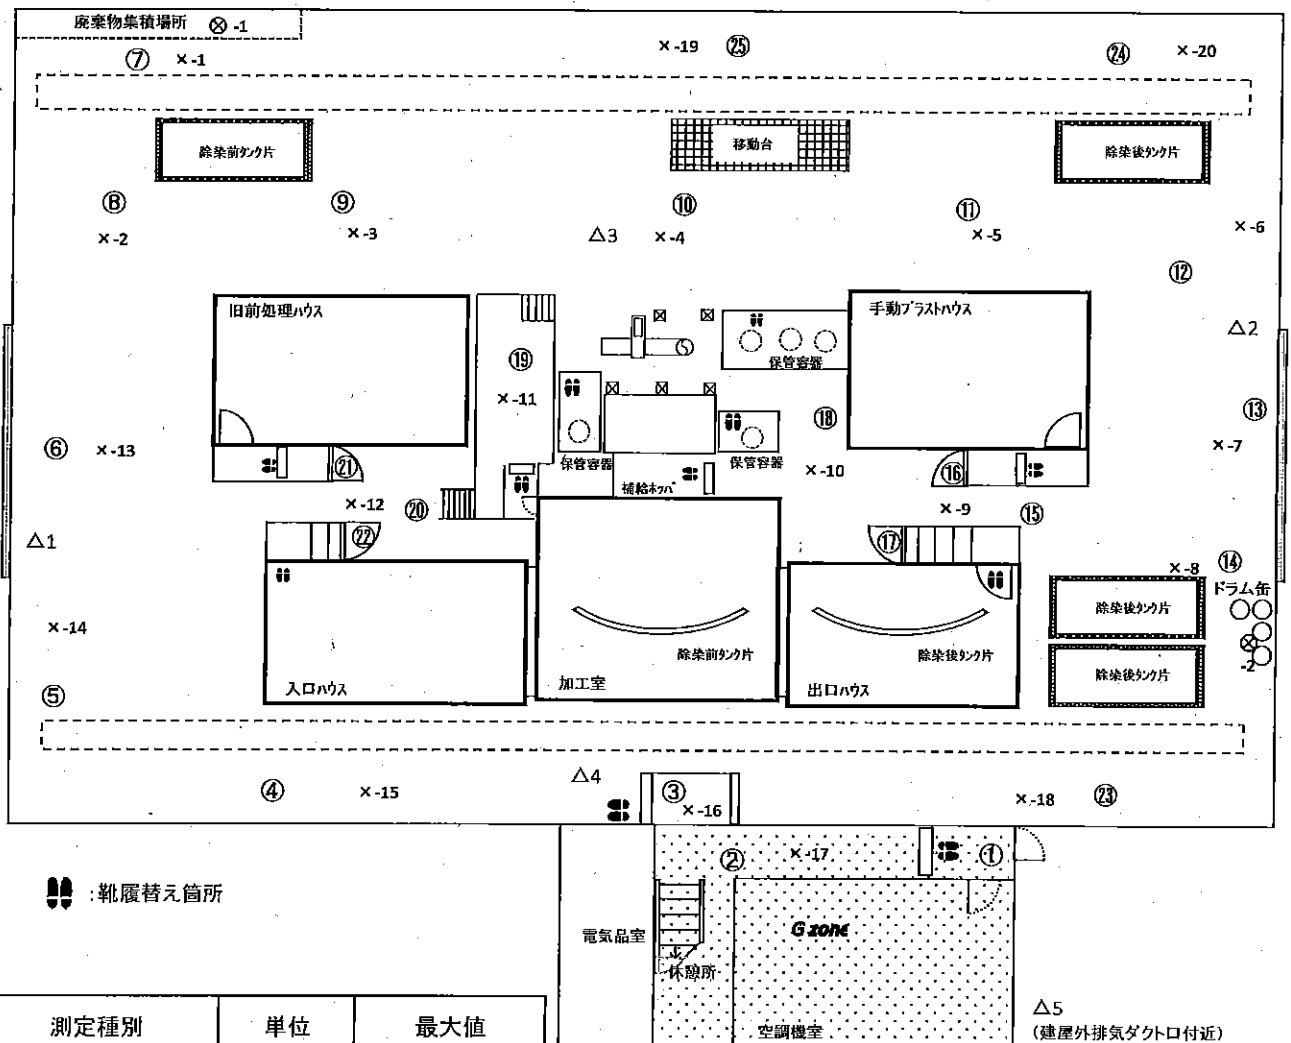 廃棄物集積場所 ⊗ -1
⑦ ×-1
×-19 ㉕
㉔ ×-20
除染前タンク片
移動台
除染後タンク片
⑧
×-2
⑨
×-3
△3
⑩
×-4
⑪
×-5
×-6
⑫
旧前処理ハウス
手動ブラストハウス
△2
⑲
×-11
保管容器
保管容器
保管容器
補給ホッパ
⑱
×-10
⑬
×-7
⑥ ×-13
㉑
⑯
×-12 ⑳
㉒
×-9 ⑮
⑰
△1
×-14
⑤
×-8 ⑭
ドラム缶
⊗
-2
除染後タンク片
除染後タンク片
入口ハウス
除染前タンク片
加工室
除染後タンク片
出口ハウス
④ ×-15
△4
③
×-16
×-18 ㉓
② ×-17 ①
:靴履替え箇所
電気品室
G zone
休憩所
空調機室
△5
(建屋外排気ダクト口付近)
測定種別 単位 最大値